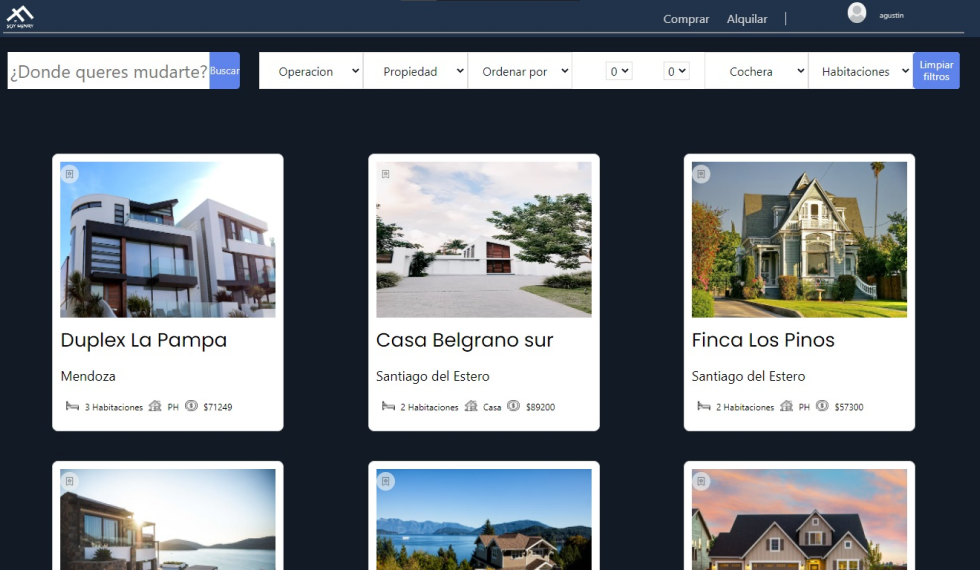 SOY HENRY
Comprar Alquilar | agustin
¿Donde queres mudarte? Buscar Operacion Propiedad Ordenar por 0 0 Cochera Habitaciones Limpiar filtros
Duplex La Pampa
Mendoza
3 Habitaciones PH $71249
Casa Belgrano sur
Santiago del Estero
2 Habitaciones Casa $89200
Finca Los Pinos
Santiago del Estero
2 Habitaciones PH $57300